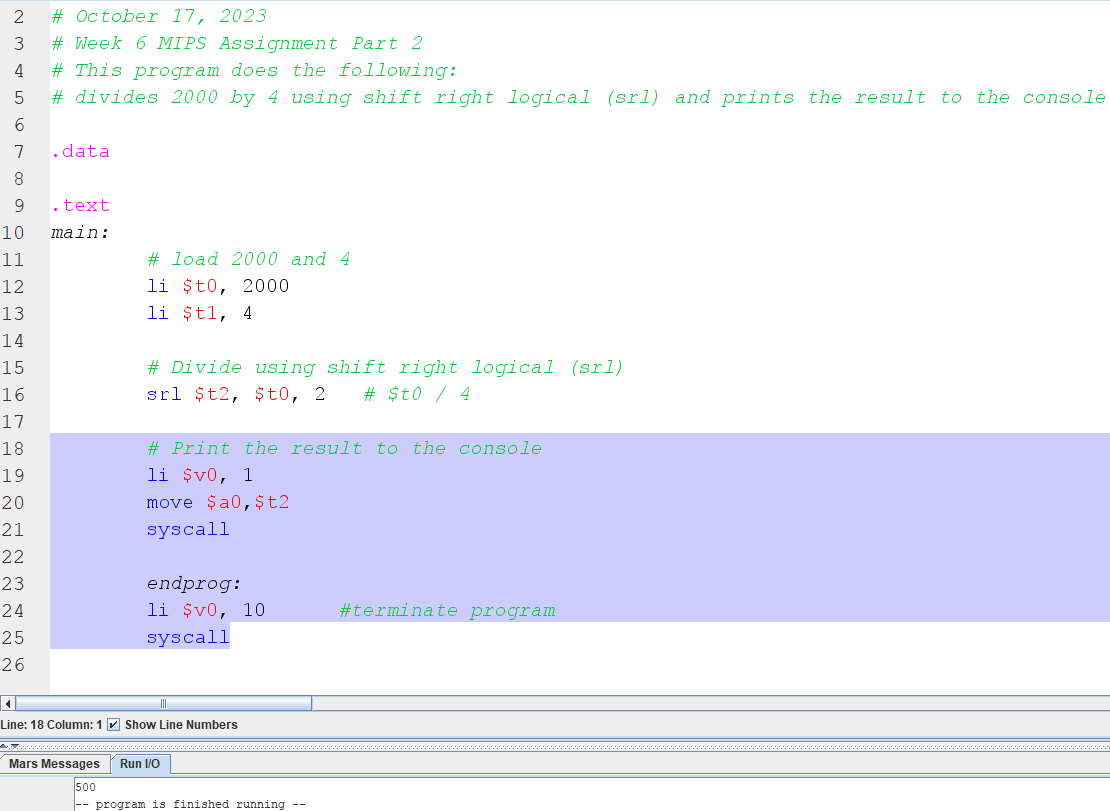 2 # October 17, 2023
3 # Week 6 MIPS Assignment Part 2
4 # This program does the following:
5 # divides 2000 by 4 using shift right logical (srl) and prints the result to the console
6
7 .data
8
9 .text
10 main:
11 # load 2000 and 4
12 li $t0, 2000
13 li $t1, 4
14
15 # Divide using shift right logical (srl)
16 srl $t2, $t0, 2 # $t0 / 4
17
18 # Print the result to the console
19 li $v0, 1
20 move $a0,$t2
21 syscall
22
23 endprog:
24 li $v0, 10 #terminate program
25 syscall
26
Line: 18 Column: 1 Show Line Numbers
Mars Messages Run I/O
500
-- program is finished running --